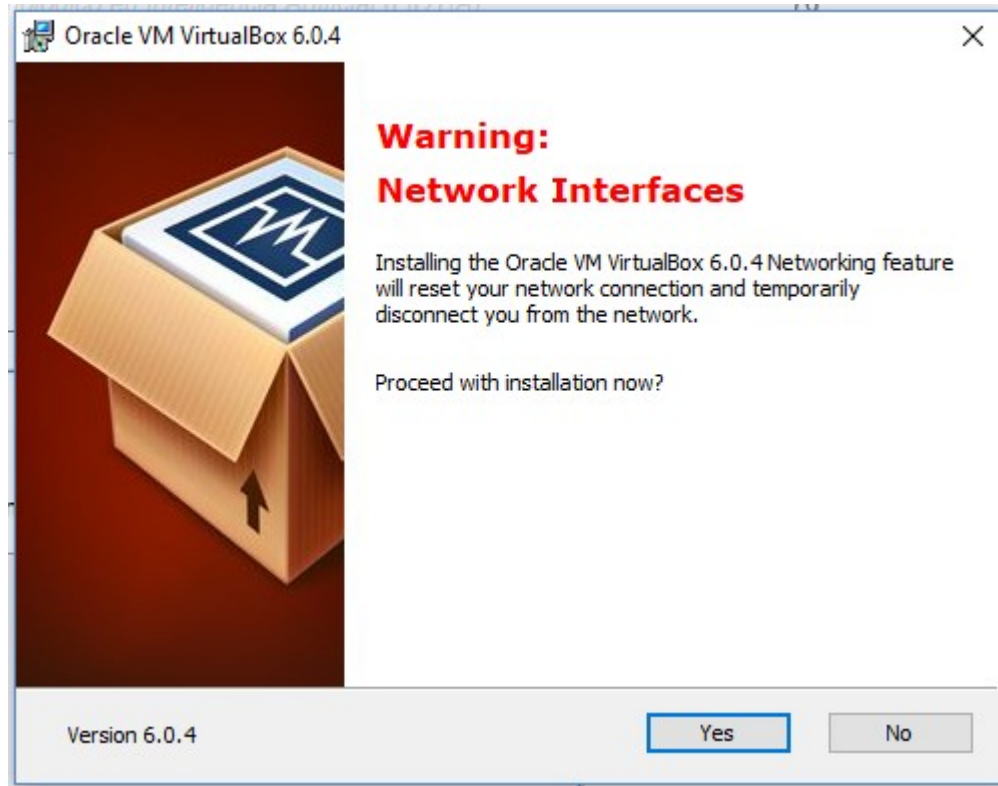 Oracle VM VirtualBox 6.0.4
Warning:
Network Interfaces
Installing the Oracle VM VirtualBox 6.0.4 Networking feature
will reset your network connection and temporarily
disconnect you from the network.
Proceed with installation now?
Version 6.0.4
Yes
No